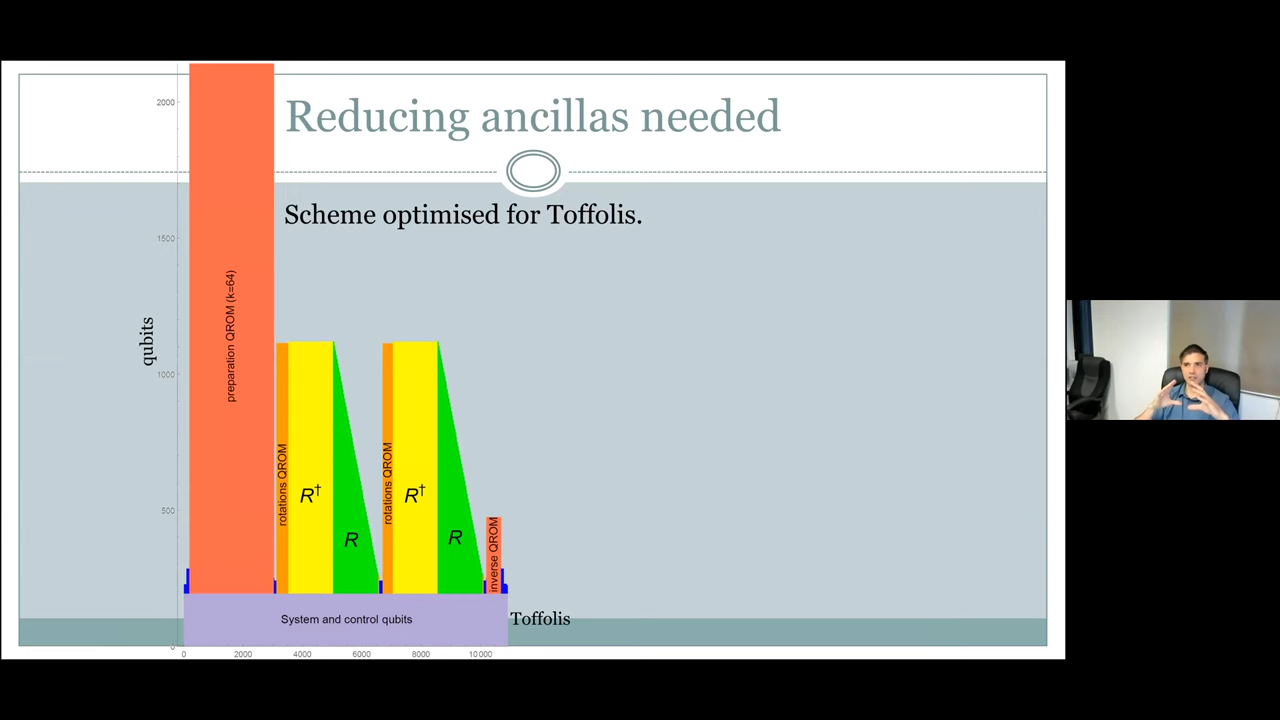 Reducing ancillas needed
Scheme optimised for Toffolis.
qubits
2000
1500
1000
500
0
preparation QROM (k=64)
rotations QROM
R†
R
rotations QROM
R†
R
inverse QROM
System and control qubits
Toffolis
0
2000
4000
6000
8000
10000